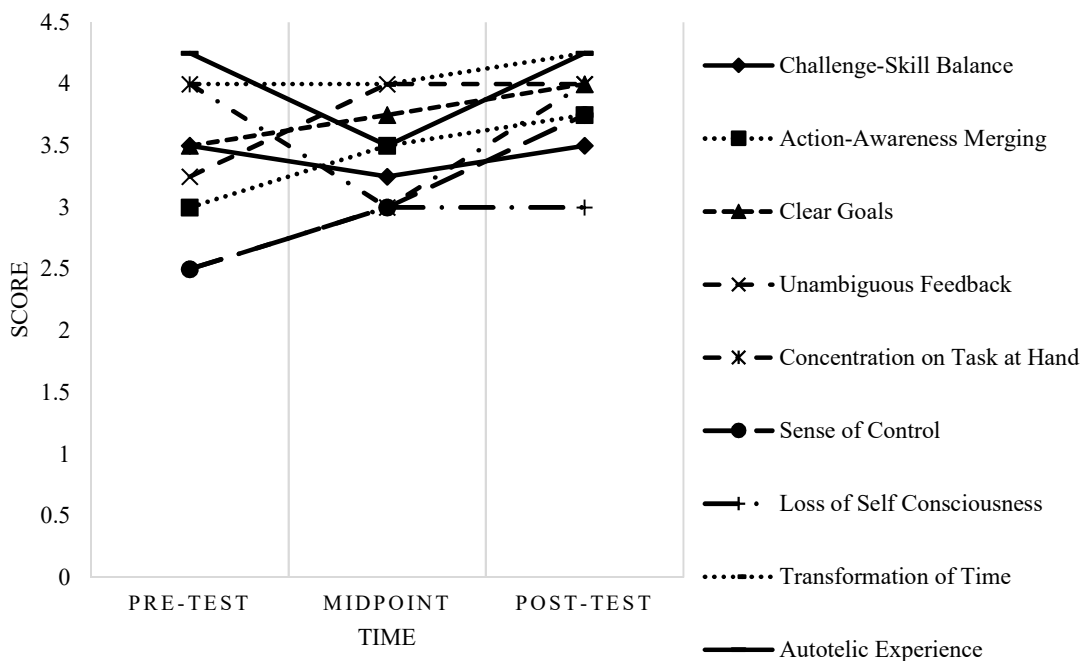 4.5
4
3.5
3
2.5
2
1.5
1
0.5
0
SCORE
PRE-TEST MIDPOINT POST-TEST
TIME
Challenge-Skill Balance
Action-Awareness Merging
Clear Goals
Unambiguous Feedback
Concentration on Task at Hand
Sense of Control
Loss of Self Consciousness
Transformation of Time
Autotelic Experience